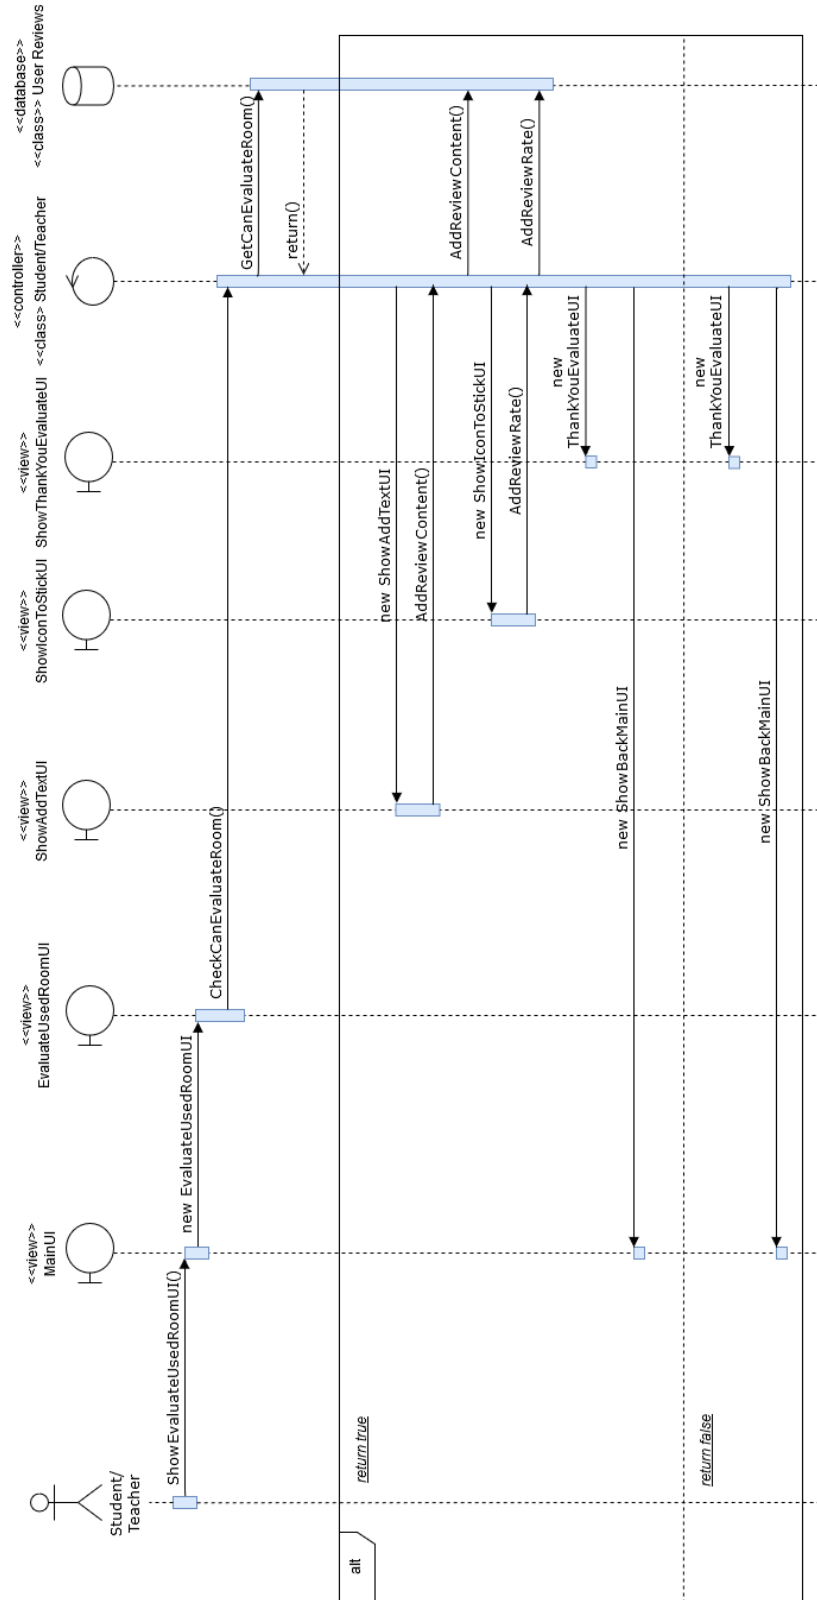 Student/
Teacher
<<view>>
MainUI
<<view>>
EvaluateUsedRoomUI
<<view>>
ShowAddTextUI
<<view>>
ShowIconToStickUI
<<view>>
ShowThankYouEvaluateUI
<<controller>>
<<class> Student/Teacher
<<database>>
<<class>> User Reviews
ShowEvaluateUsedRoomUI()
new EvaluateUsedRoomUI
CheckCanEvaluateRoom()
GetCanEvaluateRoom()
return()
alt
return true
new ShowAddTextUI
AddReviewContent()
AddReviewContent()
new ShowIconToStickUI
AddReviewRate()
AddReviewRate()
new
ThankYouEvaluateUI
new ShowBackMainUI
return false
new
ThankYouEvaluateUI
new ShowBackMainUI